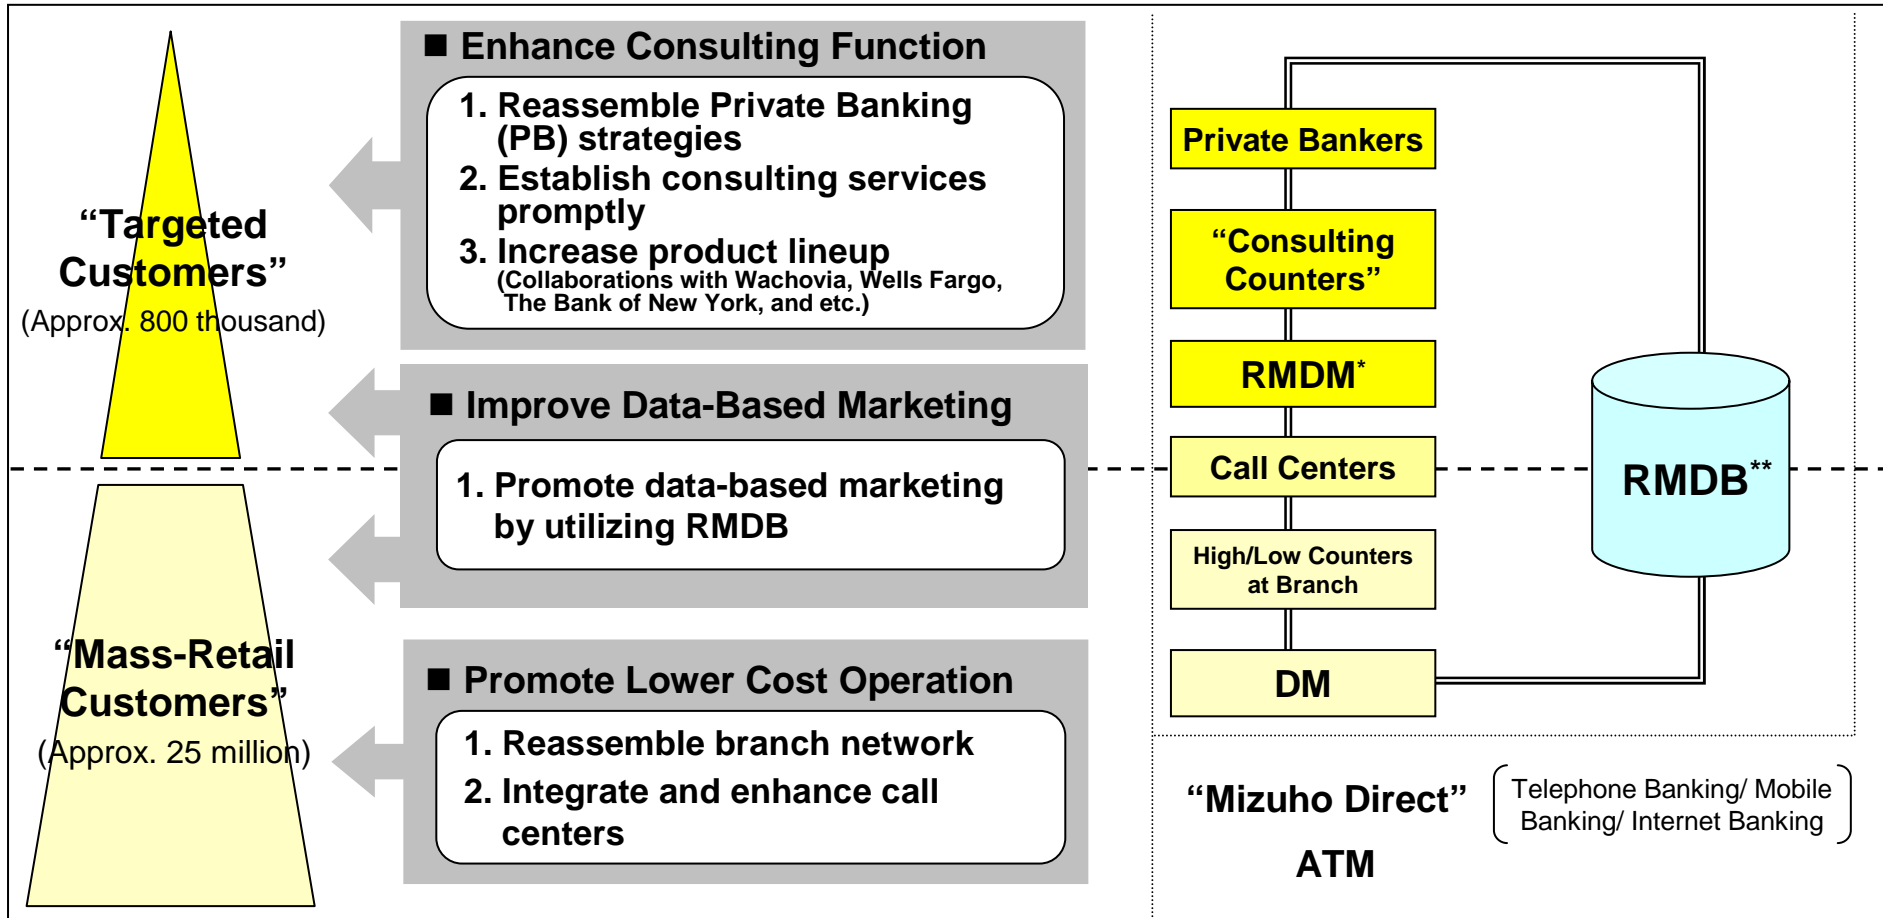 “Targeted
Customers”
(Approx. 800 thousand)
“Mass-Retail
Customers”
(Approx. 25 million)
■ Enhance Consulting Function
1. Reassemble Private Banking
(PB) strategies
2. Establish consulting services
promptly
3. Increase product lineup
(Collaborations with Wachovia, Wells Fargo,
The Bank of New York, and etc.)
■ Improve Data-Based Marketing
1. Promote data-based marketing
by utilizing RMDB
■ Promote Lower Cost Operation
1. Reassemble branch network
2. Integrate and enhance call
centers
Private Bankers
“Consulting
Counters”
RMDM*
Call Centers
High/Low Counters
at Branch
DM
RMDB**
“Mizuho Direct”
Telephone Banking/ Mobile
Banking/ Internet Banking
ATM